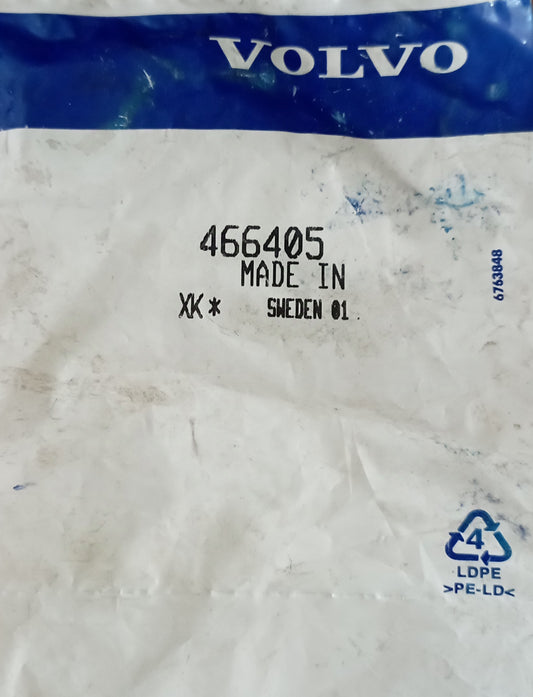 VOLVO
466405
MADE IN
XK* SWEDEN 01
6763848
4
LDPE
>PE-LD<